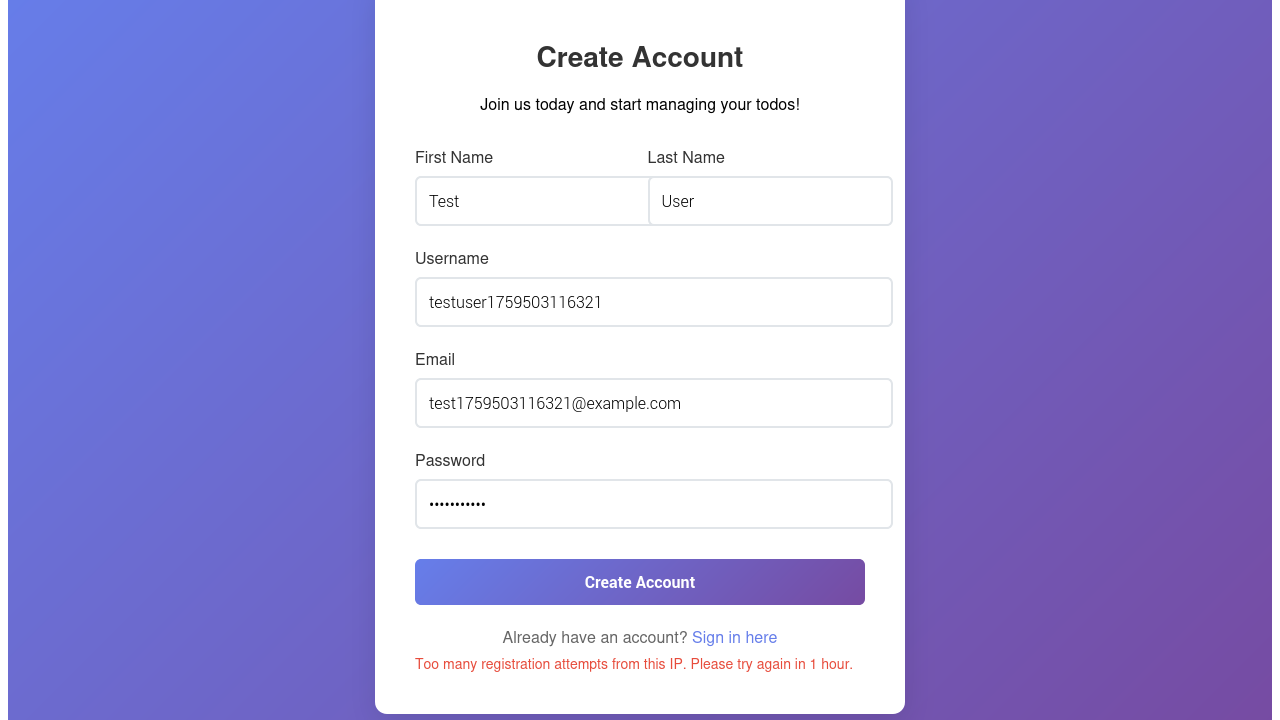 Create Account
Join us today and start managing your todos!
First Name
Last Name
Test
User
Username
testuser1759503116321
Email
test1759503116321@example.com
Password
•••••••••••
Create Account
Already have an account? Sign in here
Too many registration attempts from this IP. Please try again in 1 hour.